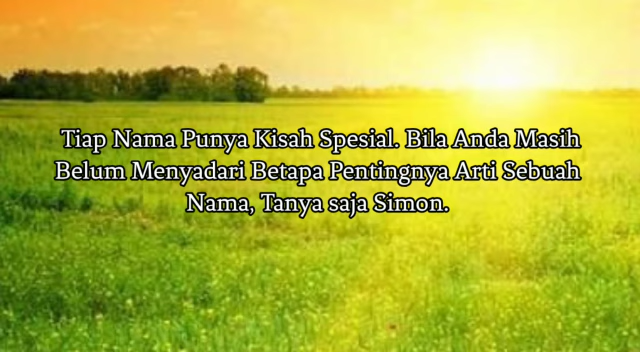 Tiap Nama Punya Kisah Spesial. Bila Anda Masih
Belum Menyadari Betapa Pentingnya Arti Sebuah
Nama, Tanya saja Simon.